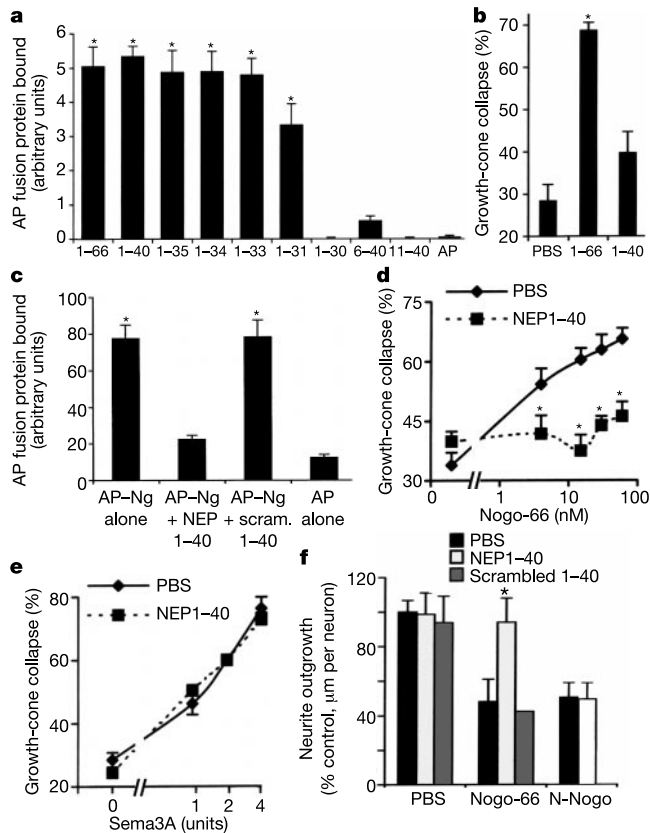 a
AP fusion protein bound
(arbitrary units)
6
5
4
3
2
1
0
* * * * * *
1–66 1–40 1–35 1–34 1–33 1–31 1–30 6–40 11–40 AP
b
Growth-cone collapse (%)
70
60
50
40
30
20
*
PBS 1–66 1–40
c
AP fusion protein bound
(arbitrary units)
100
80
60
40
20
0
* *
AP–Ng AP–Ng AP–Ng AP
alone + NEP + scram. alone
1–40 1–40
d
PBS
NEP1–40
Growth-cone collapse (%)
75
60
45
30
* * * *
0 1 10 100
Nogo-66 (nM)
e
PBS
NEP1–40
Growth-cone collapse (%)
80
60
40
20
0 1 2 4
Sema3A (units)
f
PBS
NEP1–40
Scrambled 1–40
Neurite outgrowth
(% control, µm per neuron)
120
80
40
0
*
PBS Nogo-66 N-Nogo